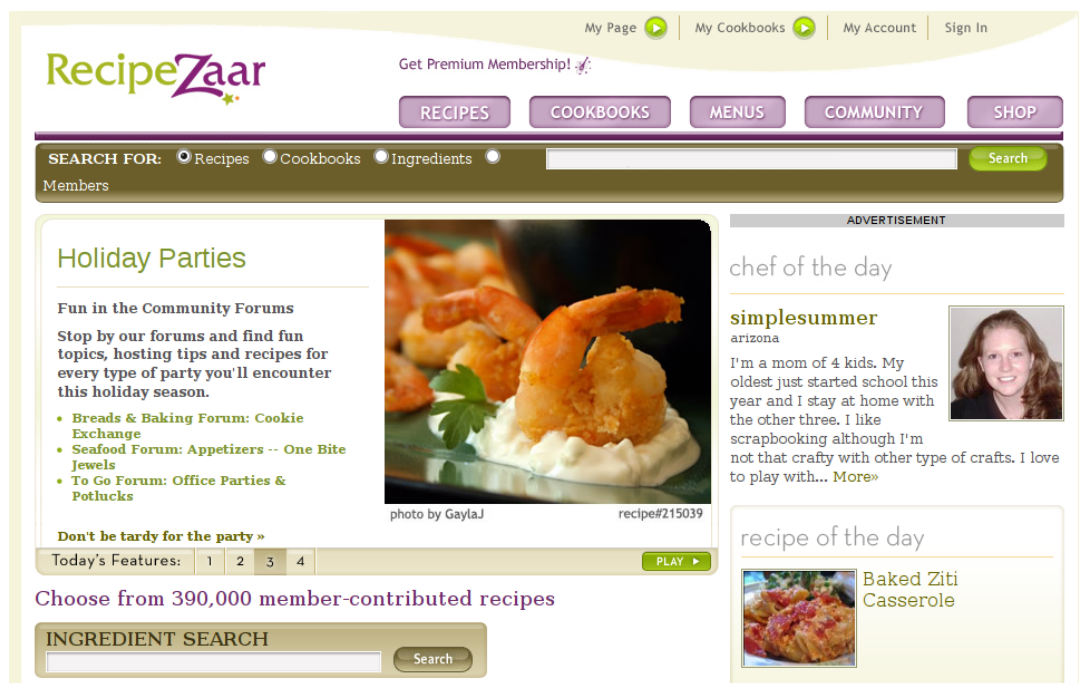 My Page
My Cookbooks
My Account
Sign In
RecipeZaar
Get Premium Membership!
RECIPES
COOKBOOKS
MENUS
COMMUNITY
SHOP
SEARCH FOR: Recipes Cookbooks Ingredients
Members
Search
Holiday Parties
Fun in the Community Forums
Stop by our forums and find fun
topics, hosting tips and recipes for
every type of party you'll encounter
this holiday season.
Breads & Baking Forum: Cookie
Exchange
Seafood Forum: Appetizers -- One Bite
Jewels
To Go Forum: Office Parties &
Potlucks
Don't be tardy for the party »
photo by GaylaJ
recipe#215039
Today's Features: 1 2 3 4
PLAY
Choose from 390,000 member-contributed recipes
INGREDIENT SEARCH
Search
ADVERTISEMENT
chef of the day
simplesummer
arizona
I'm a mom of 4 kids. My
oldest just started school this
year and I stay at home with
the other three. I like
scrapbooking although I'm
not that crafty with other type of crafts. I love
to play with... More»
recipe of the day
Baked Ziti
Casserole